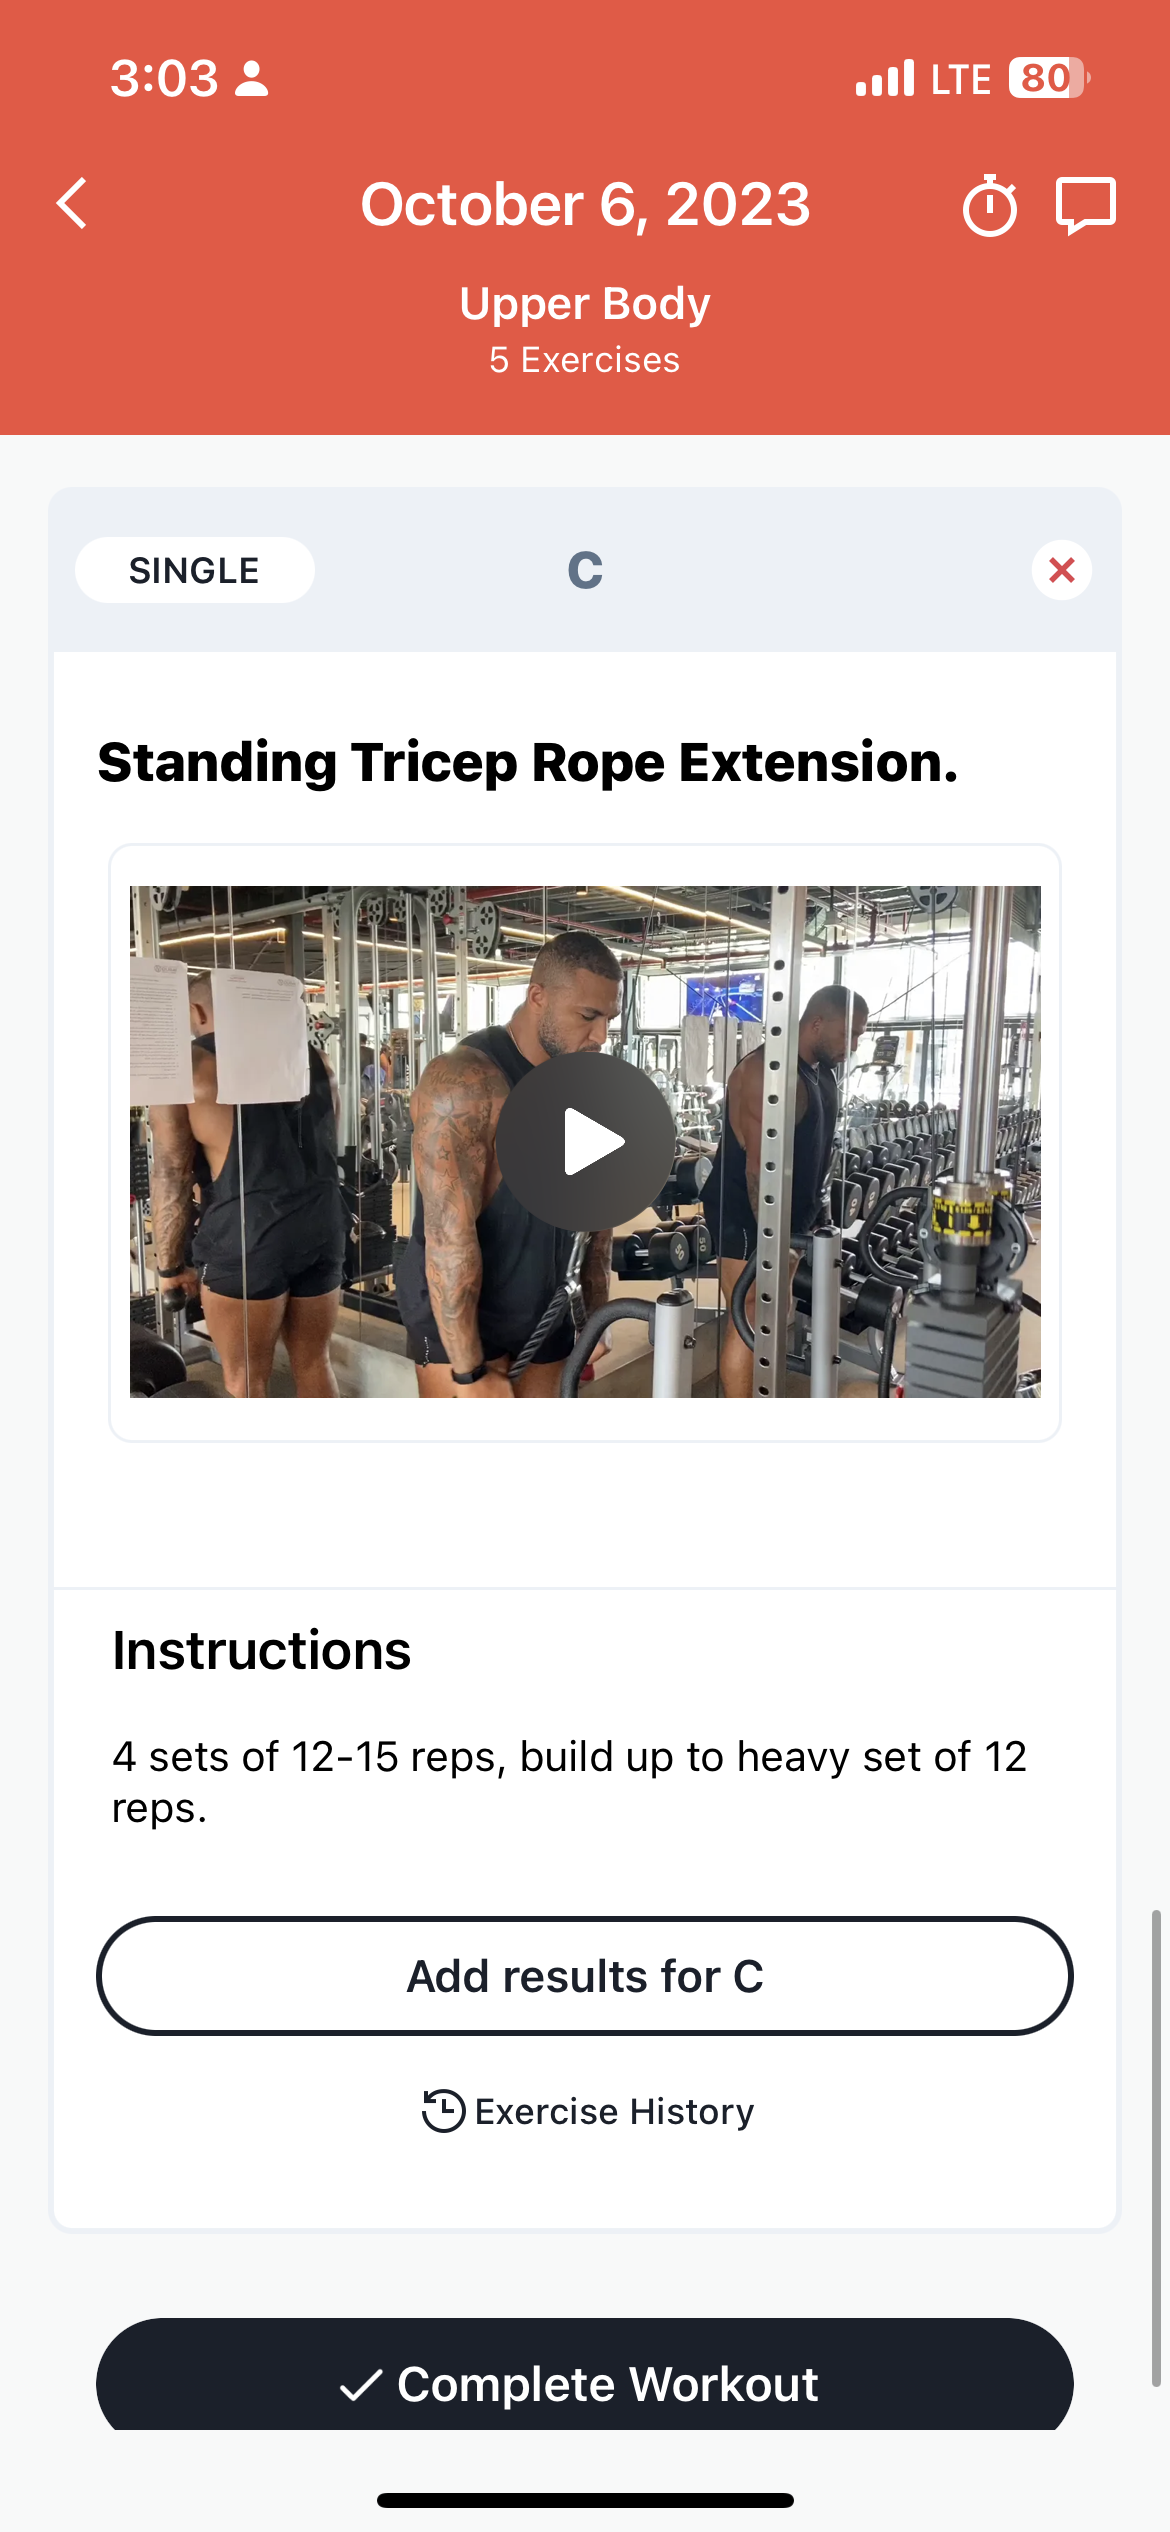 3:03
LTE
80
October 6, 2023
Upper Body
5 Exercises
SINGLE
C
Standing Tricep Rope Extension.
50
50
Instructions
4 sets of 12-15 reps, build up to heavy set of 12
reps.
Add results for C
Exercise History
Complete Workout